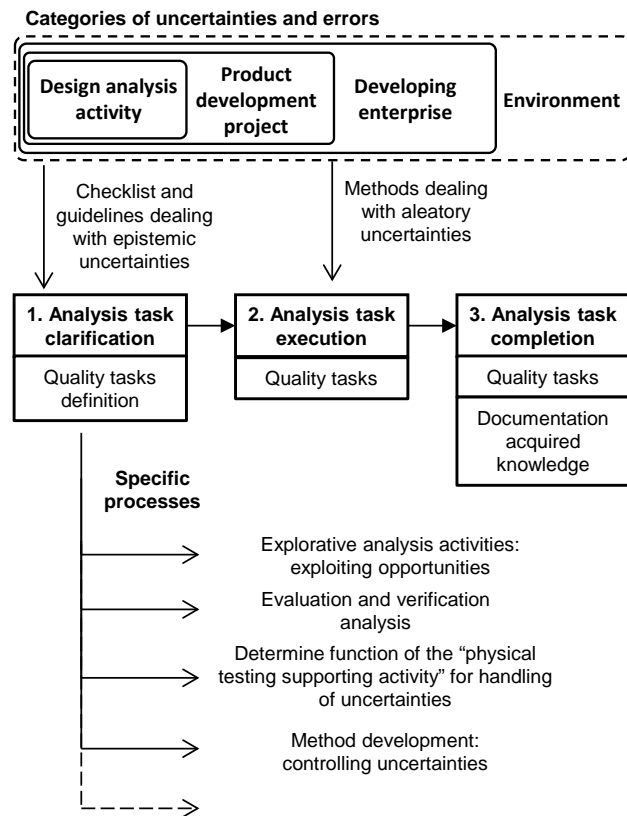 Categories of uncertainties and errors
Design analysis
activity
Product
development
project
Developing
enterprise
Environment
Checklist and
guidelines dealing
with epistemic
uncertainties
Methods dealing
with aleatory
uncertainties
1. Analysis task
clarification
Quality tasks
definition
2. Analysis task
execution
Quality tasks
3. Analysis task
completion
Quality tasks
Documentation
acquired
knowledge
Specific
processes
Explorative analysis activities:
exploiting opportunities
Evaluation and verification
analysis
Determine function of the “physical
testing supporting activity” for handling
of uncertainties
Method development:
controlling uncertainties